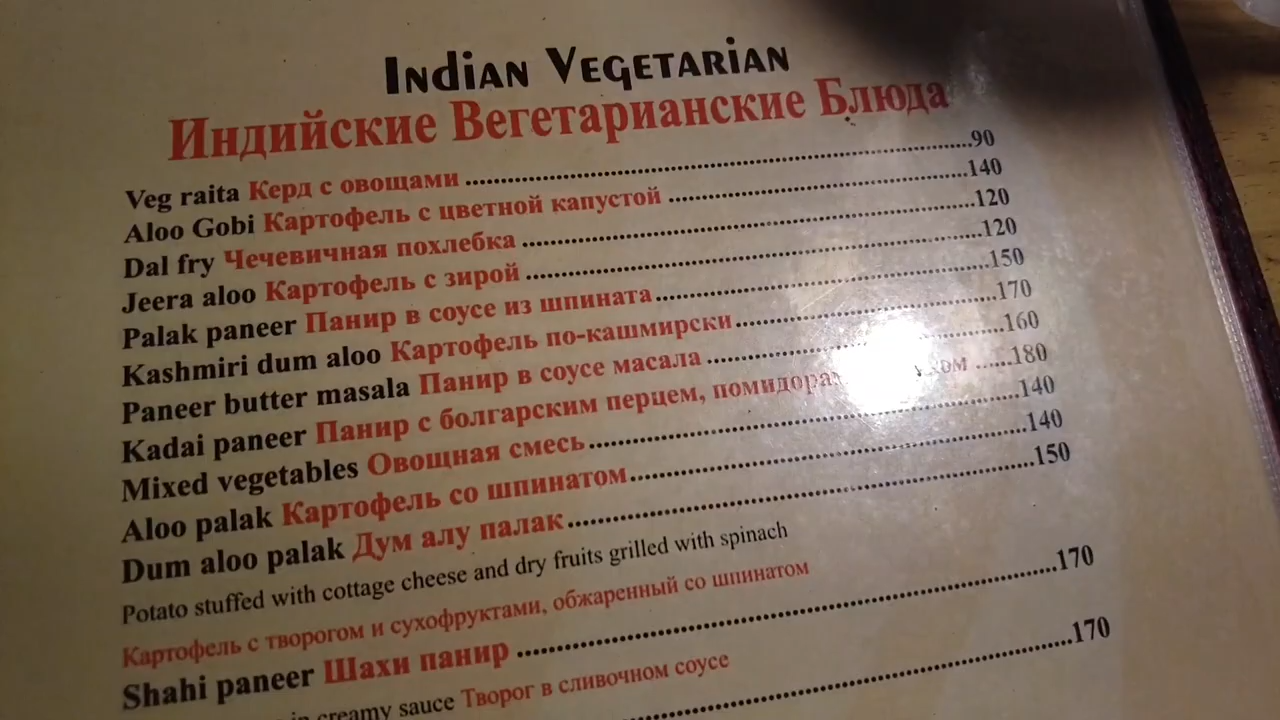 Indian Vegetarian
Индийские Вегетарианские Блюда
Veg raita Керд с овощами ........ 90
Aloo Gobi Картофель с цветной капустой ........ 140
Dal fry Чечевичная похлебка ........ 120
Jeera aloo Картофель с зирой ........ 120
Palak paneer Панир в соусе из шпината ........ 150
Kashmiri dum aloo Картофель по-кашмирски ........ 170
Paneer butter masala Панир в соусе масала ........ 160
Kadai paneer Панир с болгарским перцем, ...... 180
Mixed vegetables Овощная смесь ........ 140
Aloo palak Картофель со шпинатом ........ 140
Dum aloo palak Дум алу палак ........ 150
Potato stuffed with cottage cheese and dry fruits grilled with spinach
Картофель с творогом и сухофруктами, обжаренный со шпинатом
Shahi paneer Шахи панир ........ 170
in creamy sauce Творог в сливочном соусе
........ 170